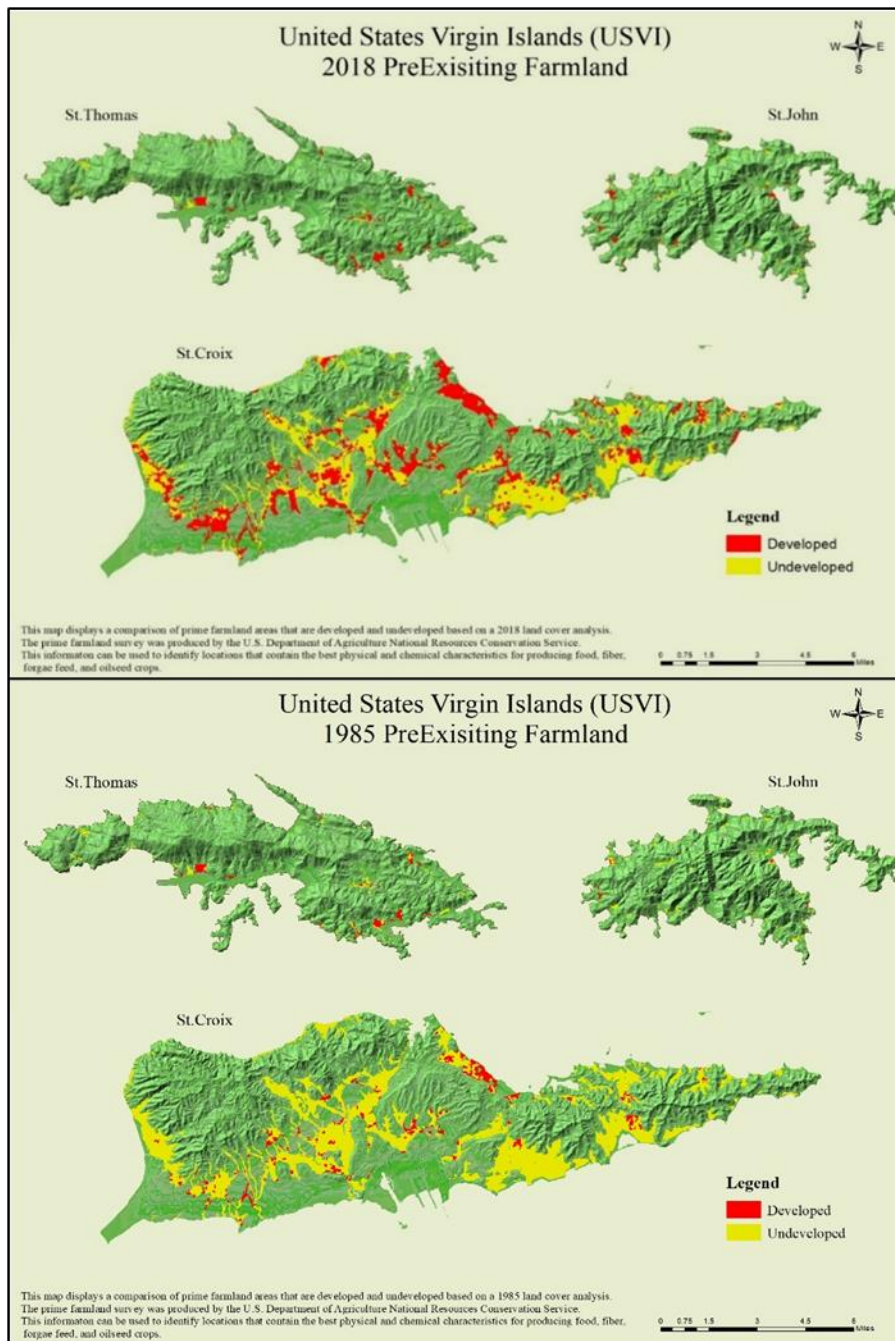 United States Virgin Islands (USVI)
2018 PreExisiting Farmland
N
W E
S
St.Thomas
St.John
St.Croix
Legend
Developed
Undeveloped
This map displays a comparison of prime farmland areas that are developed and undeveloped based on a 2018 land cover analysis.
The prime farmland survey was produced by the U.S. Department of Agriculture National Resources Conservation Service.
This informaton can be used to identify locations that contain the best physical and chemical characteristics for producing food, fiber,
forgae feed, and oilseed crops.
0 0.75 1.5 3 4.5 6
Miles
United States Virgin Islands (USVI)
1985 PreExisiting Farmland
N
W E
S
St.Thomas
St.John
St.Croix
Legend
Developed
Undeveloped
This map displays a comparison of prime farmland areas that are developed and undeveloped based on a 1985 land cover analysis.
The prime farmland survey was produced by the U.S. Department of Agriculture National Resources Conservation Service.
This informaton can be used to identify locations that contain the best physical and chemical characteristics for producing food, fiber,
forgae feed, and oilseed crops.
0 0.75 1.5 3 4.5 6
Miles